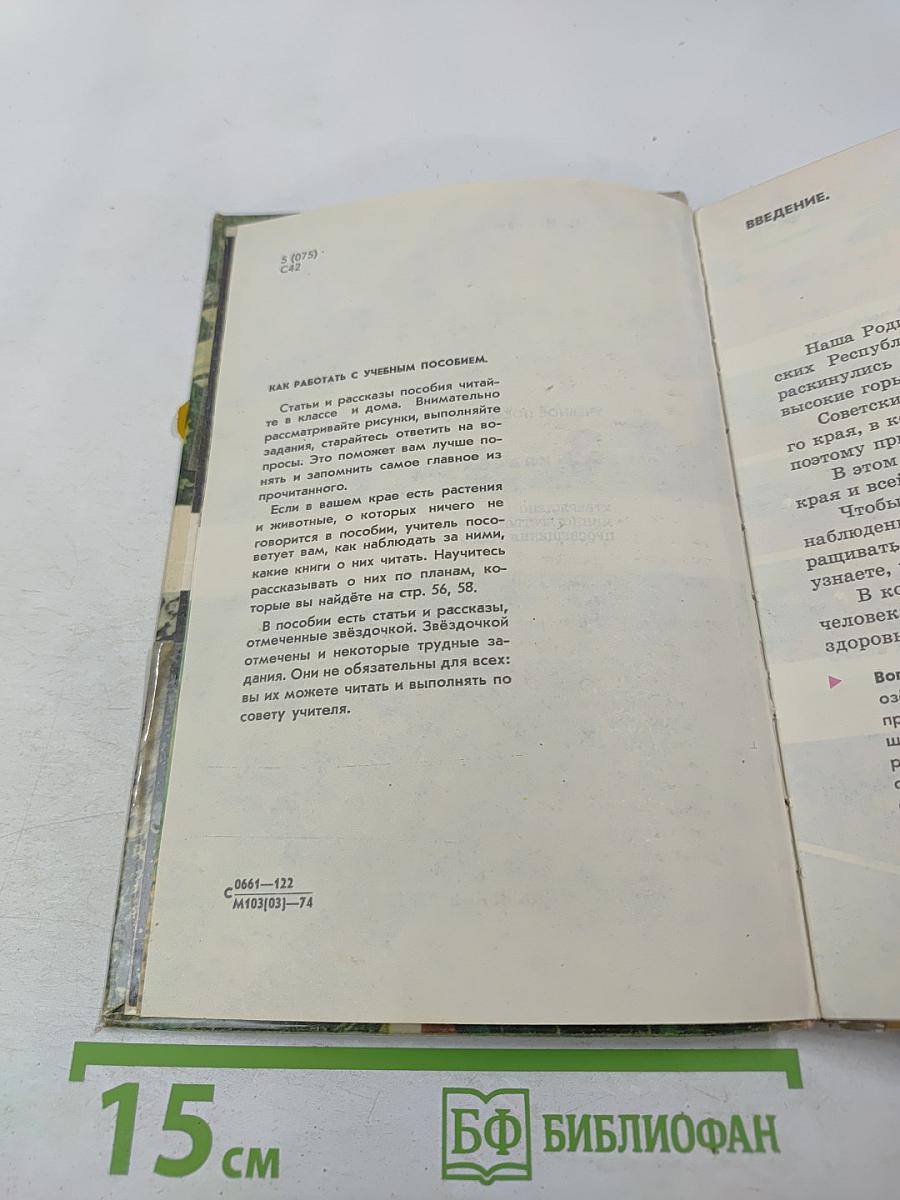 5 (075)
С42
КАК РАБОТАТЬ С УЧЕБНЫМ ПОСОБИЕМ.
Статьи и рассказы пособия читай-
те в классе и дома. Внимательно
рассматривайте рисунки, выполняйте
задания, старайтесь ответить на во-
просы. Это поможет вам лучше по-
нять и запомнить самое главное из
прочитанного.
Если в вашем крае есть растения
и животные, о которых ничего не
говорится в пособии, учитель посо-
ветует вам, как наблюдать за ними,
какие книги о них читать. Научитесь
рассказывать о них по планам, ко-
торые вы найдёте на стр. 56, 58.
В пособии есть статьи и рассказы,
отмеченные звёздочкой. Звёздочкой
отмечены и некоторые трудные за-
дания. Они не обязательны для всех:
вы их можете читать и выполнять по
совету учителя.
С 0661—122
М103(03)—74
ВВЕДЕНИЕ.
Наша Роди
ских Республ
раскинулись
высокие горы
Советски
го края, в ко
поэтому при
В этом
края и всей
Чтобы
наблюден
ращивать
узнаете,
В ко
человек
здоровь
Воп
озё
пр
ш
р
15 см
БФ БИБЛИОФАН